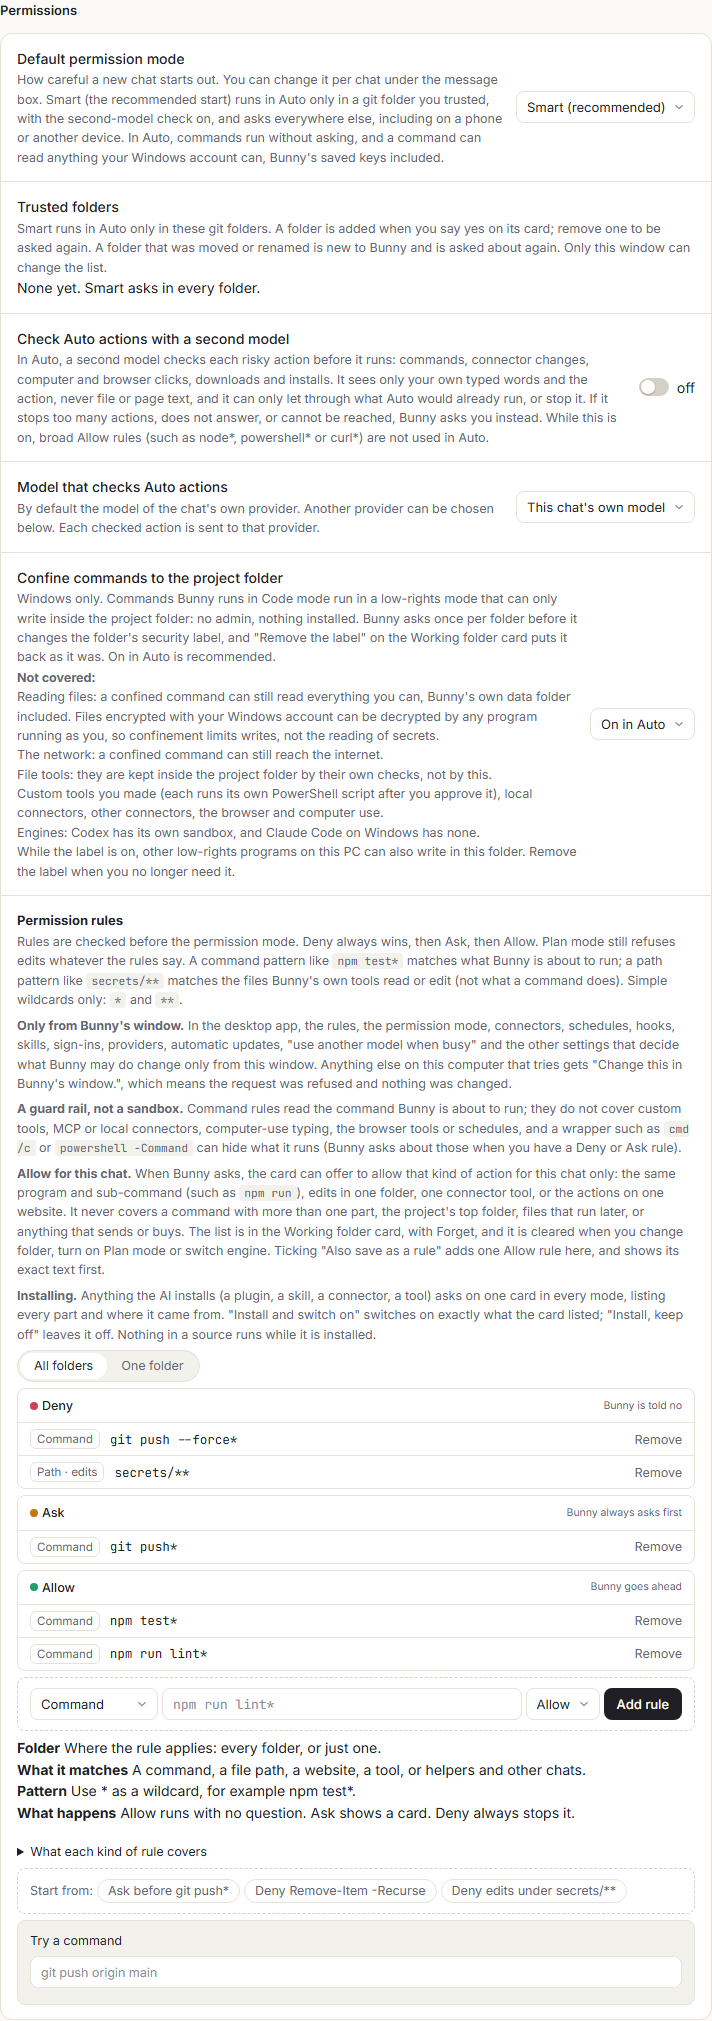 Permissions
Default permission mode
How careful a new chat starts out. You can change it per chat under the message
box. Smart (the recommended start) runs in Auto only in a git folder you trusted,
with the second-model check on, and asks everywhere else, including on a phone
or another device. In Auto, commands run without asking, and a command can
read anything your Windows account can, Bunny's saved keys included.
Smart (recommended)
Trusted folders
Smart runs in Auto only in these git folders. A folder is added when you say yes on its card; remove one to be
asked again. A folder that was moved or renamed is new to Bunny and is asked about again. Only this window can
change the list.
None yet. Smart asks in every folder.
Check Auto actions with a second model
In Auto, a second model checks each risky action before it runs: commands, connector changes,
computer and browser clicks, downloads and installs. It sees only your own typed words and the
action, never file or page text, and it can only let through what Auto would already run, or stop it. If it
stops too many actions, does not answer, or cannot be reached, Bunny asks you instead. While this is
on, broad Allow rules (such as node*, powershell* or curl*) are not used in Auto.
off
Model that checks Auto actions
By default the model of the chat's own provider. Another provider can be chosen
below. Each checked action is sent to that provider.
This chat's own model
Confine commands to the project folder
Windows only. Commands Bunny runs in Code mode run in a low-rights mode that can only
write inside the project folder: no admin, nothing installed. Bunny asks once per folder before it
changes the folder's security label, and "Remove the label" on the Working folder card puts it
back as it was. On in Auto is recommended.
Not covered:
Reading files: a confined command can still read everything you can, Bunny's own data folder
included. Files encrypted with your Windows account can be decrypted by any program
running as you, so confinement limits writes, not the reading of secrets.
The network: a confined command can still reach the internet.
File tools: they are kept inside the project folder by their own checks, not by this.
Custom tools you made (each runs its own PowerShell script after you approve it), local
connectors, other connectors, the browser and computer use.
Engines: Codex has its own sandbox, and Claude Code on Windows has none.
While the label is on, other low-rights programs on this PC can also write in this folder. Remove
the label when you no longer need it.
On in Auto
Permission rules
Rules are checked before the permission mode. Deny always wins, then Ask, then Allow. Plan mode still refuses
edits whatever the rules say. A command pattern like npm test* matches what Bunny is about to run; a path
pattern like secrets/** matches the files Bunny's own tools read or edit (not what a command does). Simple
wildcards only: * and **.
Only from Bunny's window. In the desktop app, the rules, the permission mode, connectors, schedules, hooks,
skills, sign-ins, providers, automatic updates, "use another model when busy" and the other settings that decide
what Bunny may do change only from this window. Anything else on this computer that tries gets "Change this in
Bunny's window.", which means the request was refused and nothing was changed.
A guard rail, not a sandbox. Command rules read the command Bunny is about to run; they do not cover custom
tools, MCP or local connectors, computer-use typing, the browser tools or schedules, and a wrapper such as cmd
/c or powershell -Command can hide what it runs (Bunny asks about those when you have a Deny or Ask rule).
Allow for this chat. When Bunny asks, the card can offer to allow that kind of action for this chat only: the same
program and sub-command (such as npm run), edits in one folder, one connector tool, or the actions on one
website. It never covers a command with more than one part, the project's top folder, files that run later, or
anything that sends or buys. The list is in the Working folder card, with Forget, and it is cleared when you change
folder, turn on Plan mode or switch engine. Ticking "Also save as a rule" adds one Allow rule here, and shows its
exact text first.
Installing. Anything the AI installs (a plugin, a skill, a connector, a tool) asks on one card in every mode, listing
every part and where it came from. "Install and switch on" switches on exactly what the card listed; "Install, keep
off" leaves it off. Nothing in a source runs while it is installed.
All folders One folder
Deny Bunny is told no
Command git push --force* Remove
Path · edits secrets/** Remove
Ask Bunny always asks first
Command git push* Remove
Allow Bunny goes ahead
Command npm test* Remove
Command npm run lint* Remove
Command npm run lint* Allow Add rule
Folder Where the rule applies: every folder, or just one.
What it matches A command, a file path, a website, a tool, or helpers and other chats.
Pattern Use * as a wildcard, for example npm test*.
What happens Allow runs with no question. Ask shows a card. Deny always stops it.
What each kind of rule covers
Start from: Ask before git push* Deny Remove-Item -Recurse Deny edits under secrets/**
Try a command
git push origin main